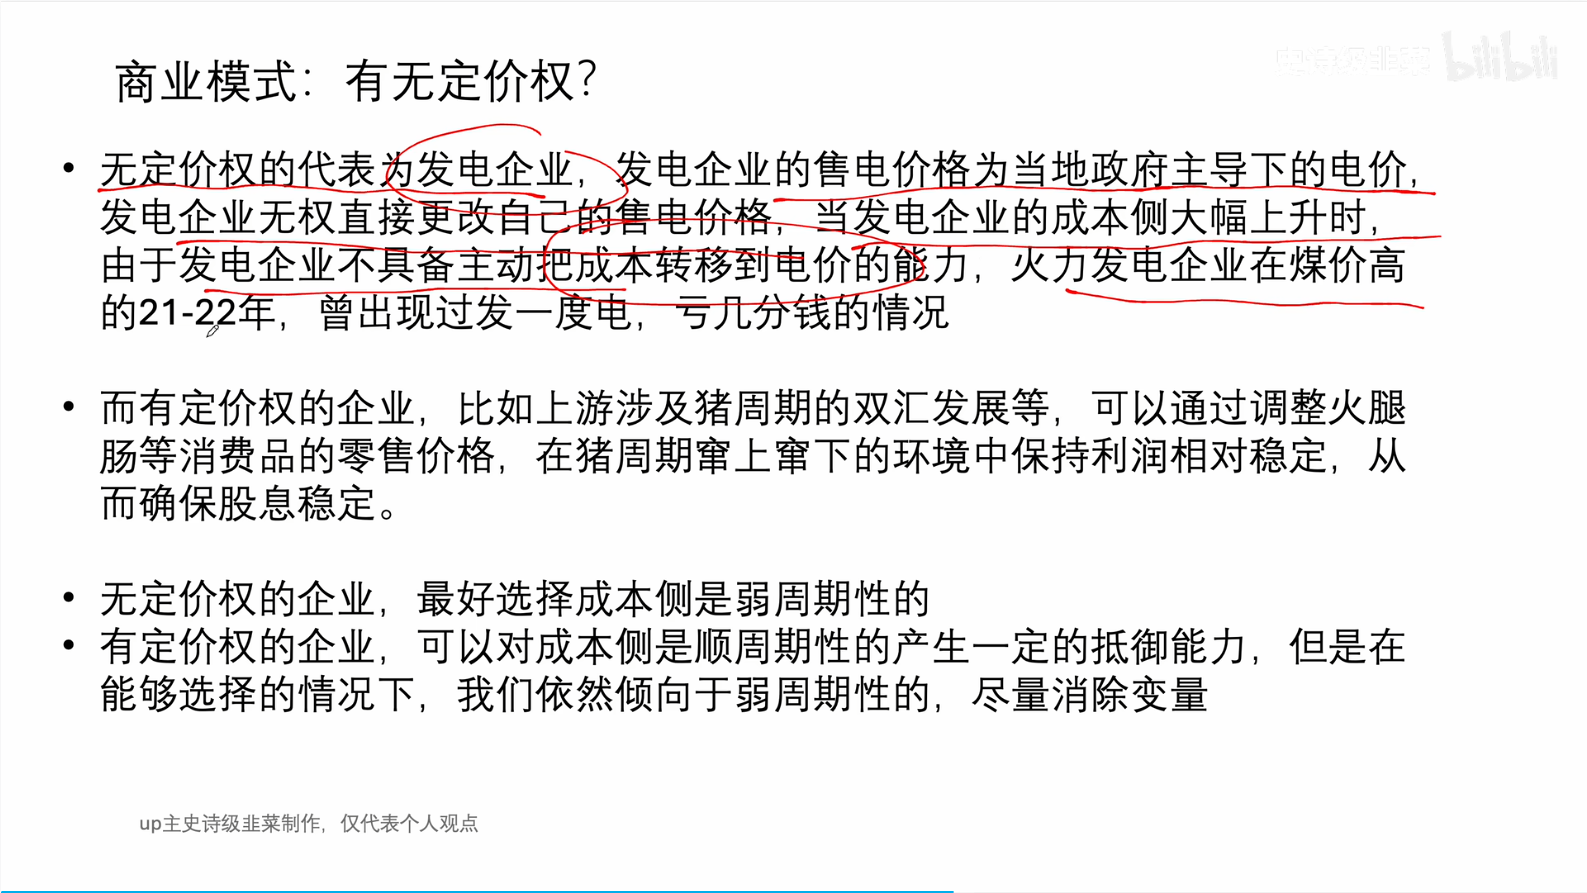 史诗级韭菜 bilibili
商业模式：有无定价权？
• 无定价权的代表为发电企业，发电企业的售电价格为当地政府主导下的电价，
发电企业无权直接更改自己的售电价格，当发电企业的成本侧大幅上升时，
由于发电企业不具备主动把成本转移到电价的能力，火力发电企业在煤价高
的21-22年，曾出现过发一度电，亏几分钱的情况
• 而有定价权的企业，比如上游涉及猪周期的双汇发展等，可以通过调整火腿
肠等消费品的零售价格，在猪周期窜上窜下的环境中保持利润相对稳定，从
而确保股息稳定。
• 无定价权的企业，最好选择成本侧是弱周期性的
• 有定价权的企业，可以对成本侧是顺周期性的产生一定的抵御能力，但是在
能够选择的情况下，我们依然倾向于弱周期性的，尽量消除变量
up主史诗级韭菜制作，仅代表个人观点